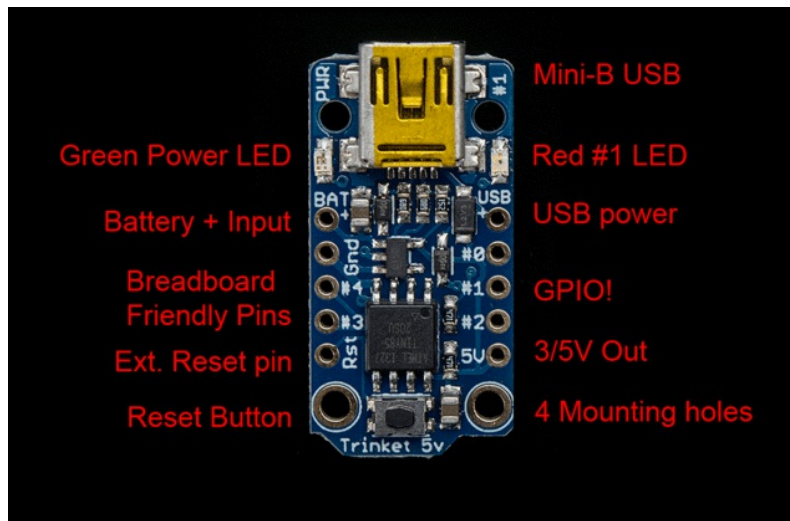 Mini-B USB
PWR
#1
Green Power LED
Red #1 LED
BAT
+
USB
+
Battery + Input
USB power
Gnd
#0
Breadboard
Friendly Pins
#4
#1
GPIO!
#3
#2
Ext. Reset pin
Rst
5V
3/5V Out
Reset Button
4 Mounting holes
Trinket 5v